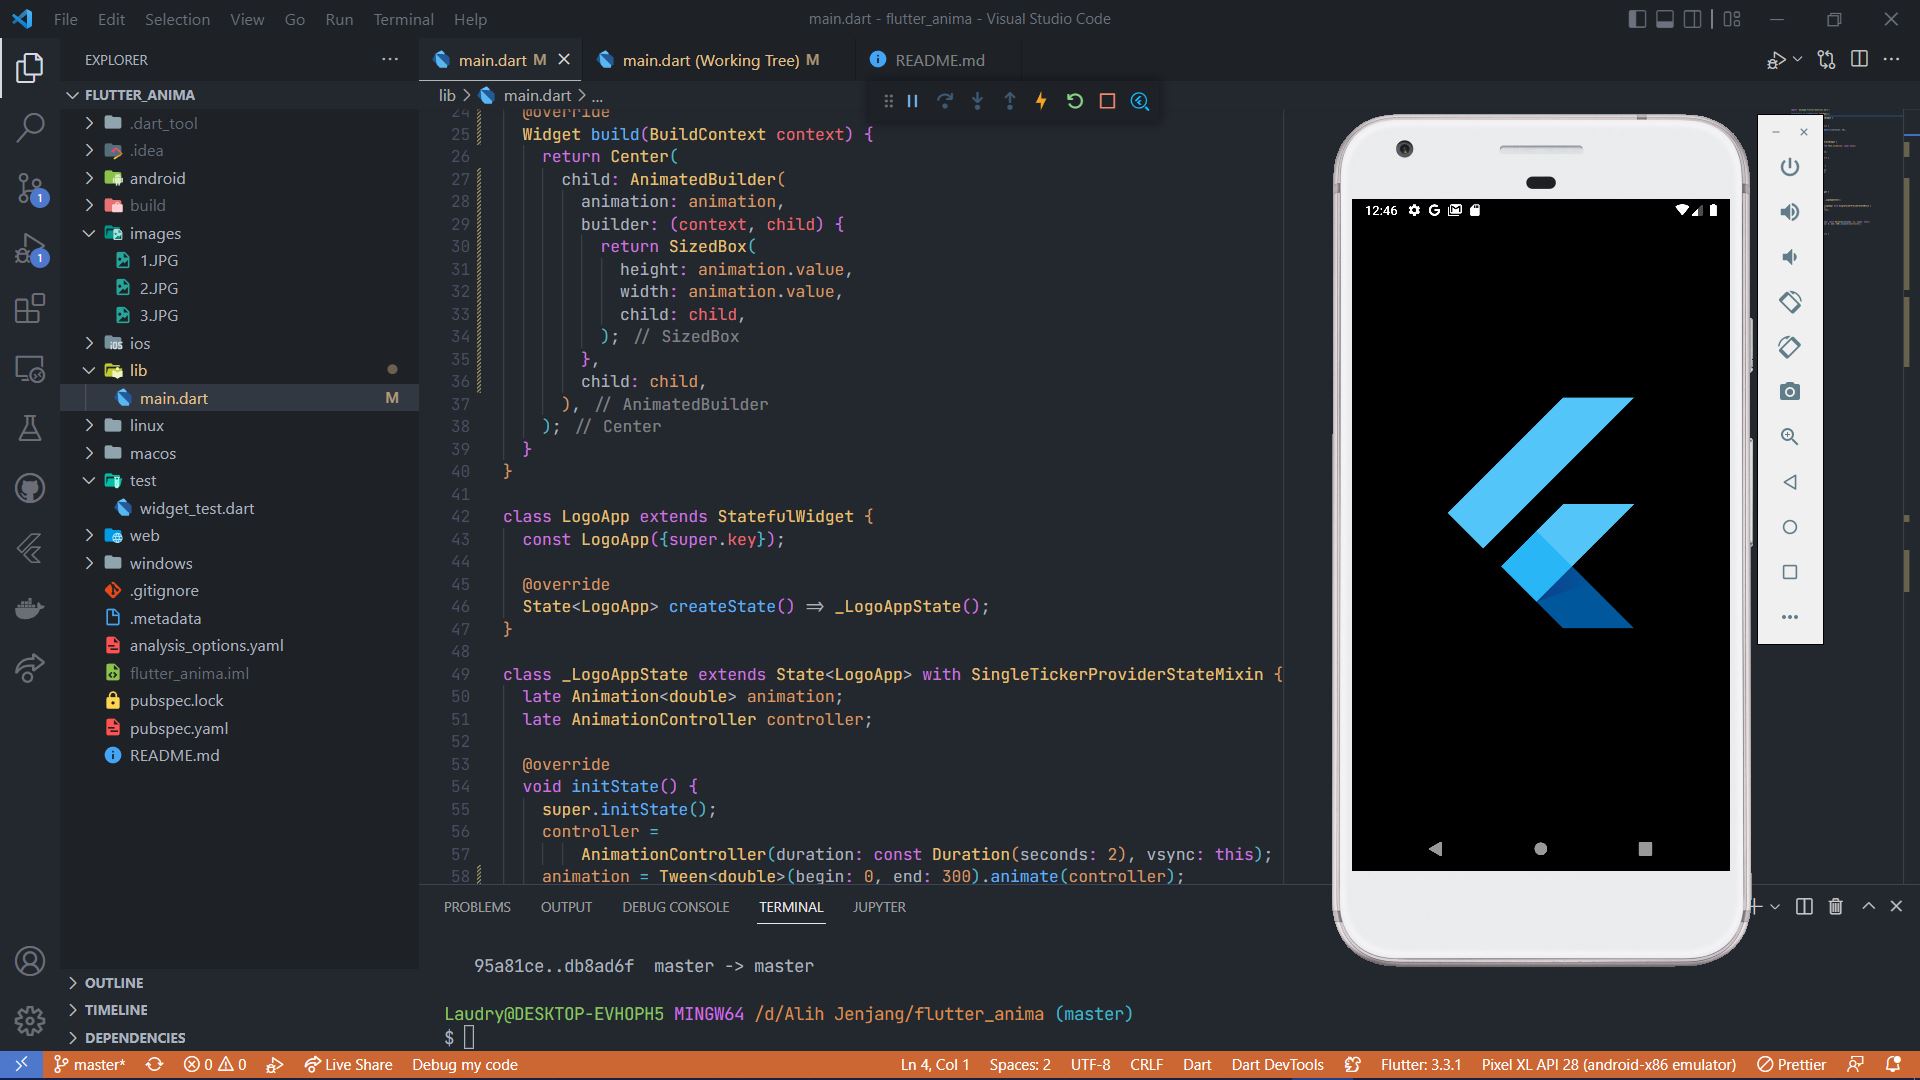 File Edit Selection View Go Run Terminal Help
main.dart - flutter_anima - Visual Studio Code
EXPLORER
main.dart M
main.dart (Working Tree) M
README.md
FLUTTER_ANIMA
lib > main.dart > ...
.dart_tool
.idea
android
build
images
1.JPG
2.JPG
3.JPG
ios
lib
main.dart M
linux
macos
test
widget_test.dart
web
windows
.gitignore
.metadata
analysis_options.yaml
flutter_anima.iml
pubspec.lock
pubspec.yaml
README.md
OUTLINE
TIMELINE
DEPENDENCIES
24 @override
25 Widget build(BuildContext context) {
26 return Center(
27 child: AnimatedBuilder(
28 animation: animation,
29 builder: (context, child) {
30 return SizedBox(
31 height: animation.value,
32 width: animation.value,
33 child: child,
34 ); // SizedBox
35 },
36 child: child,
37 ), // AnimatedBuilder
38 ); // Center
39 }
40 }
41
42 class LogoApp extends StatefulWidget {
43 const LogoApp({super.key});
44
45 @override
46 State<LogoApp> createState() => _LogoAppState();
47 }
48
49 class _LogoAppState extends State<LogoApp> with SingleTickerProviderStateMixin {
50 late Animation<double> animation;
51 late AnimationController controller;
52
53 @override
54 void initState() {
55 super.initState();
56 controller =
57 AnimationController(duration: const Duration(seconds: 2), vsync: this);
58 animation = Tween<double>(begin: 0, end: 300).animate(controller);
12:46
PROBLEMS OUTPUT DEBUG CONSOLE TERMINAL JUPYTER
95a81ce..db8ad6f master -> master
Laudry@DESKTOP-EVHOPH5 MINGW64 /d/Alih Jenjang/flutter_anima (master)
$
master* 0 0 Live Share Debug my code
1
1
Ln 4, Col 1 Spaces: 2 UTF-8 CRLF Dart Dart DevTools Flutter: 3.3.1 Pixel XL API 28 (android-x86 emulator) Prettier